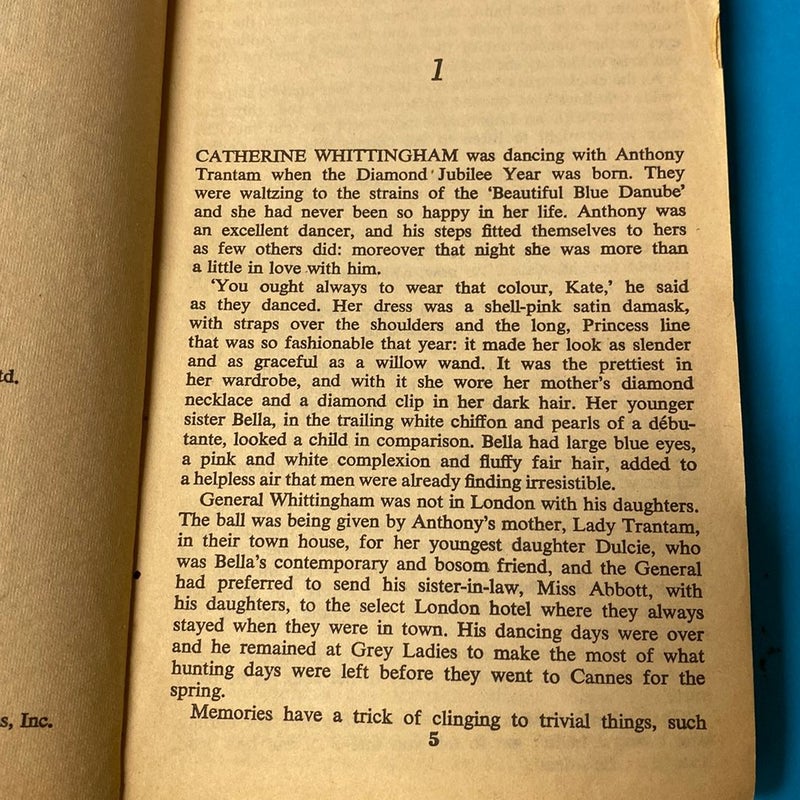 td.
s, Inc.
1
CATHERINE WHITTINGHAM was dancing with Anthony
Trantam when the Diamond Jubilee Year was born. They
were waltzing to the strains of the ‘Beautiful Blue Danube’
and she had never been so happy in her life. Anthony was
an excellent dancer, and his steps fitted themselves to hers
as few others did: moreover that night she was more than
a little in love with him.
‘You ought always to wear that colour, Kate,’ he said
as they danced. Her dress was a shell-pink satin damask,
with straps over the shoulders and the long, Princess line
that was so fashionable that year: it made her look as slender
and as graceful as a willow wand. It was the prettiest in
her wardrobe, and with it she wore her mother’s diamond
necklace and a diamond clip in her dark hair. Her younger
sister Bella, in the trailing white chiffon and pearls of a débu-
tante, looked a child in comparison. Bella had large blue eyes,
a pink and white complexion and fluffy fair hair, added to
a helpless air that men were already finding irresistible.
General Whittingham was not in London with his daughters.
The ball was being given by Anthony’s mother, Lady Trantam,
in their town house, for her youngest daughter Dulcie, who
was Bella’s contemporary and bosom friend, and the General
had preferred to send his sister-in-law, Miss Abbott, with
his daughters, to the select London hotel where they always
stayed when they were in town. His dancing days were over
and he remained at Grey Ladies to make the most of what
hunting days were left before they went to Cannes for the
spring.
Memories have a trick of clinging to trivial things, such
5